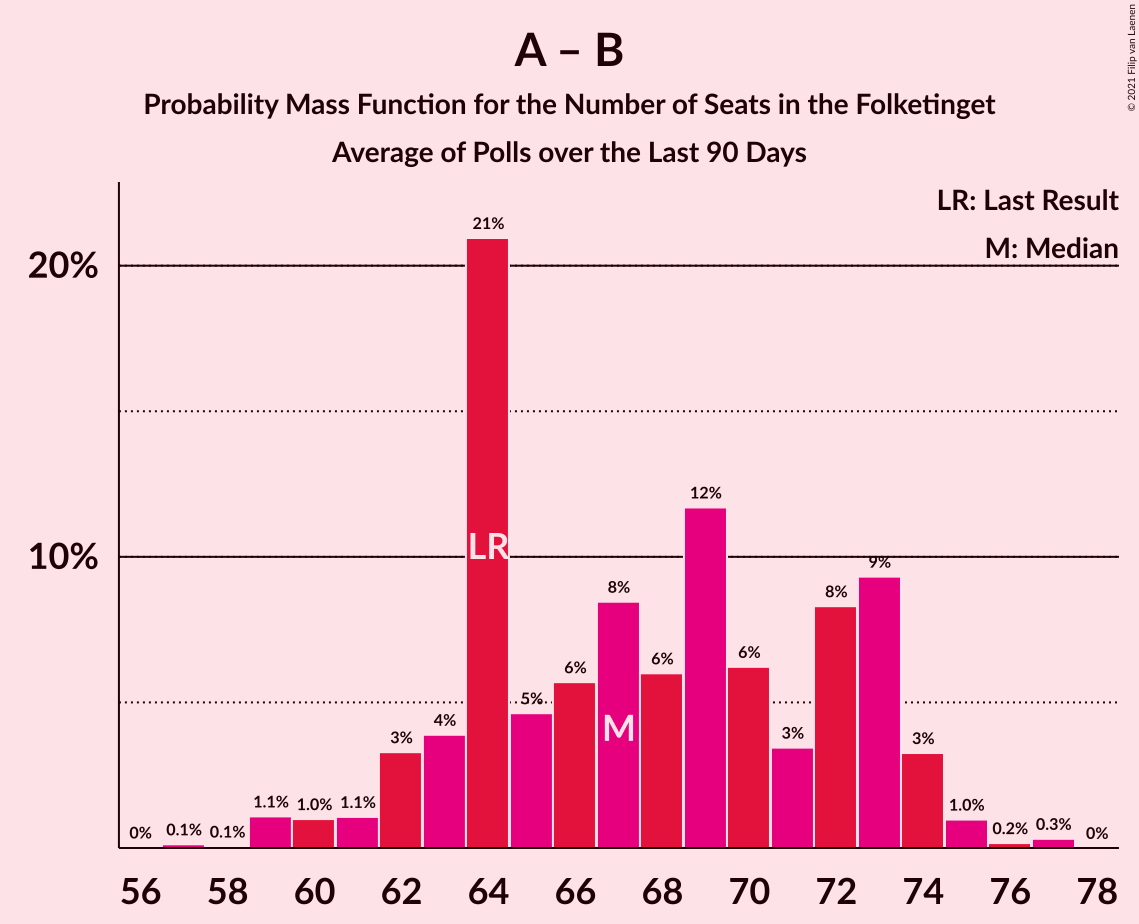 A – B
Probability Mass Function for the Number of Seats in the Folketinget
Average of Polls over the Last 90 Days
© 2021 Filip van Laenen
LR: Last Result
M: Median
20%
10%
0%
0.1%
0.1%
1.1%
1.0%
1.1%
3%
4%
21%
5%
6%
8%
6%
12%
6%
3%
8%
9%
3%
1.0%
0.2%
0.3%
0%
LR
M
56 58 60 62 64 66 68 70 72 74 76 78